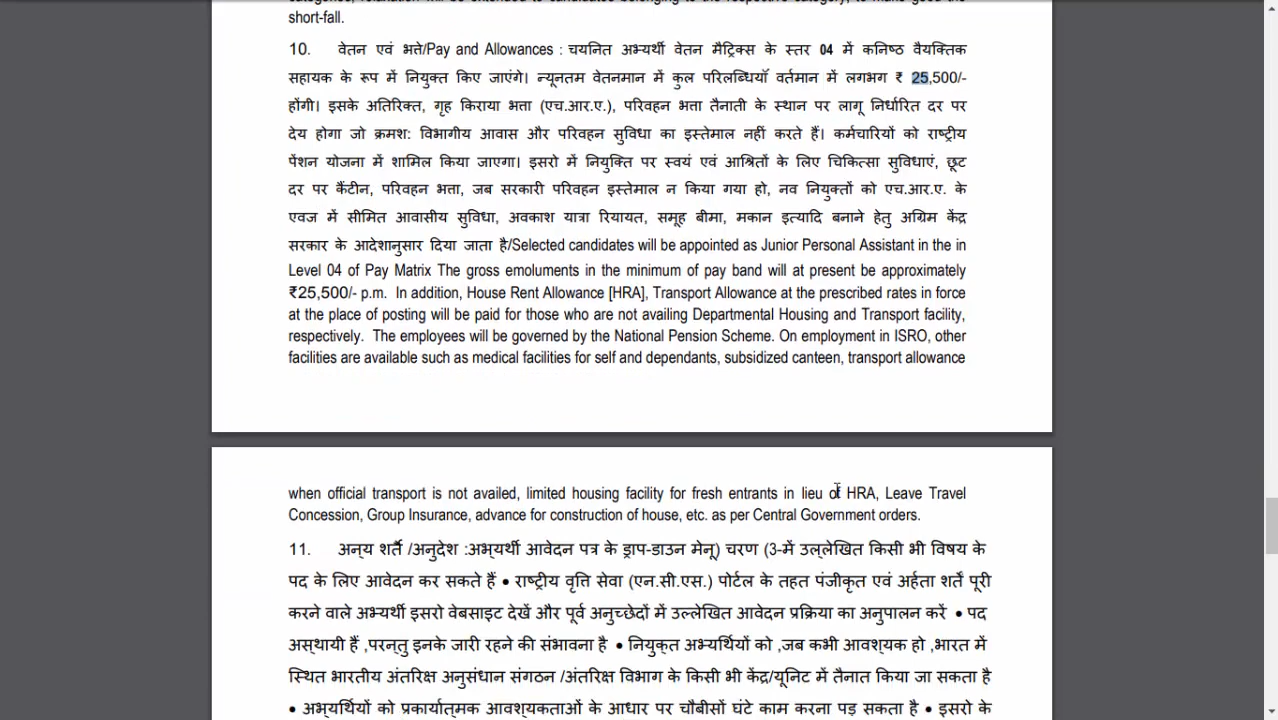 short-fall.
10. वेतन एवं भत्ते/Pay and Allowances : चयनित अभ्यर्थी वेतन मैट्रिक्स के स्तर 04 में कनिष्ठ वैयक्तिक
सहायक के रूप में नियुक्त किए जाएंगे। न्यूनतम वेतनमान में कुल परिलब्धियाँ वर्तमान में लगभग ₹ 25,500/-
होंगी। इसके अतिरिक्त, गृह किराया भत्ता (एच.आर.ए.), परिवहन भत्ता तैनाती के स्थान पर लागू निर्धारित दर पर
देय होगा जो क्रमश: विभागीय आवास और परिवहन सुविधा का इस्तेमाल नहीं करते हैं। कर्मचारियों को राष्ट्रीय
पेंशन योजना में शामिल किया जाएगा। इसरो में नियुक्ति पर स्वयं एवं आश्रितों के लिए चिकित्सा सुविधाएं, छूट
दर पर कैंटीन, परिवहन भत्ता, जब सरकारी परिवहन इस्तेमाल न किया गया हो, नव नियुक्तों को एच.आर.ए. के
एवज में सीमित आवासीय सुविधा, अवकाश यात्रा रियायत, समूह बीमा, मकान इत्यादि बनाने हेतु अग्रिम केंद्र
सरकार के आदेशानुसार दिया जाता है/Selected candidates will be appointed as Junior Personal Assistant in the in
Level 04 of Pay Matrix The gross emoluments in the minimum of pay band will at present be approximately
₹25,500/- p.m. In addition, House Rent Allowance [HRA], Transport Allowance at the prescribed rates in force
at the place of posting will be paid for those who are not availing Departmental Housing and Transport facility,
respectively. The employees will be governed by the National Pension Scheme. On employment in ISRO, other
facilities are available such as medical facilities for self and dependants, subsidized canteen, transport allowance
when official transport is not availed, limited housing facility for fresh entrants in lieu of HRA, Leave Travel
Concession, Group Insurance, advance for construction of house, etc. as per Central Government orders.
11. अन्य शर्तें /अनुदेश :अभ्यर्थी आवेदन पत्र के ड्राप-डाउन मेनू) चरण (3-में उल्लेखित किसी भी विषय के
पद के लिए आवेदन कर सकते हैं • राष्ट्रीय वृत्ति सेवा (एन.सी.एस.) पोर्टल के तहत पंजीकृत एवं अर्हता शर्तें पूरी
करने वाले अभ्यर्थी इसरो वेबसाइट देखें और पूर्व अनुच्छेदों में उल्लेखित आवेदन प्रक्रिया का अनुपालन करें • पद
अस्थायी हैं ,परन्तु इनके जारी रहने की संभावना है • नियुक्त अभ्यर्थियों को ,जब कभी आवश्यक हो ,भारत में
स्थित भारतीय अंतरिक्ष अनुसंधान संगठन /अंतरिक्ष विभाग के किसी भी केंद्र/यूनिट में तैनात किया जा सकता है
• अभ्यर्थियों को प्रकार्यात्मक आवश्यकताओं के आधार पर चौबीसों घंटे काम करना पड़ सकता है • इसरो के